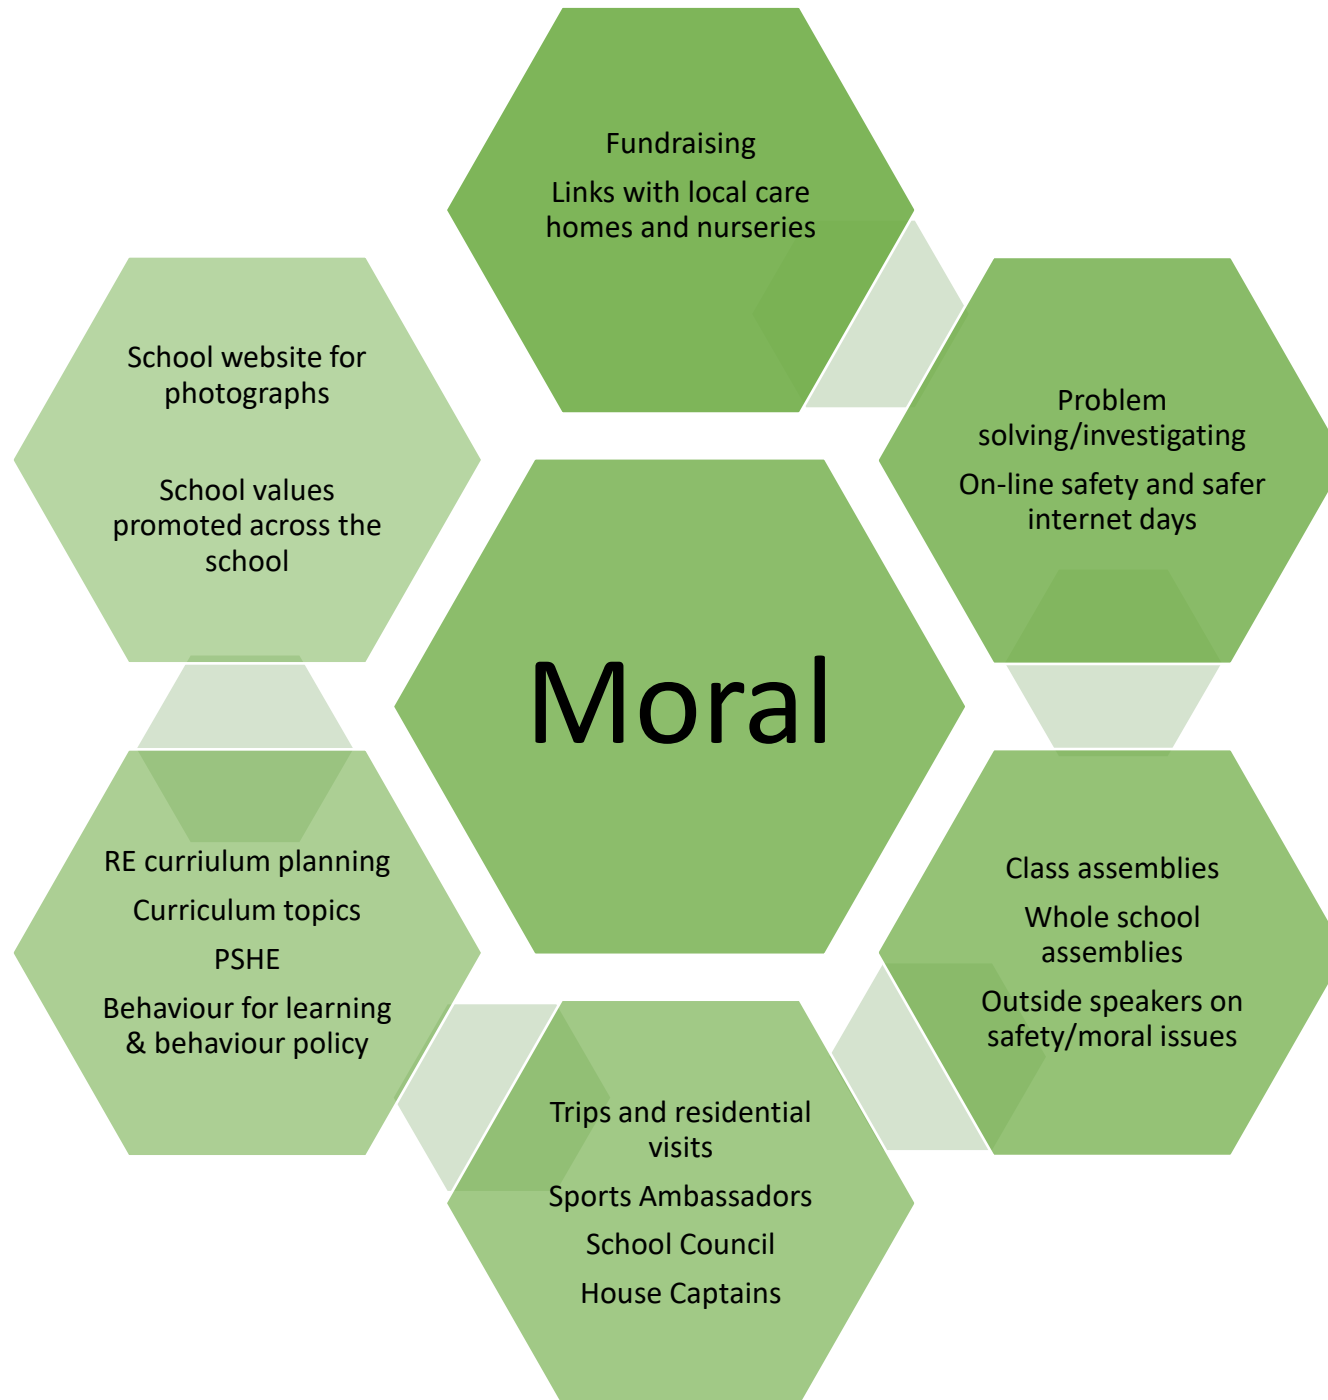 Fundraising
Links with local care
homes and nurseries
Problem
solving/investigating
On-line safety and safer
internet days
Class assemblies
Whole school
assemblies
Outside speakers on
safety/moral issues
Trips and residential
visits
Sports Ambassadors
School Council
House Captains
RE curriulum planning
Curriculum topics
PSHE
Behaviour for learning
& behaviour policy
School website for
photographs
School values
promoted across the
school
Moral